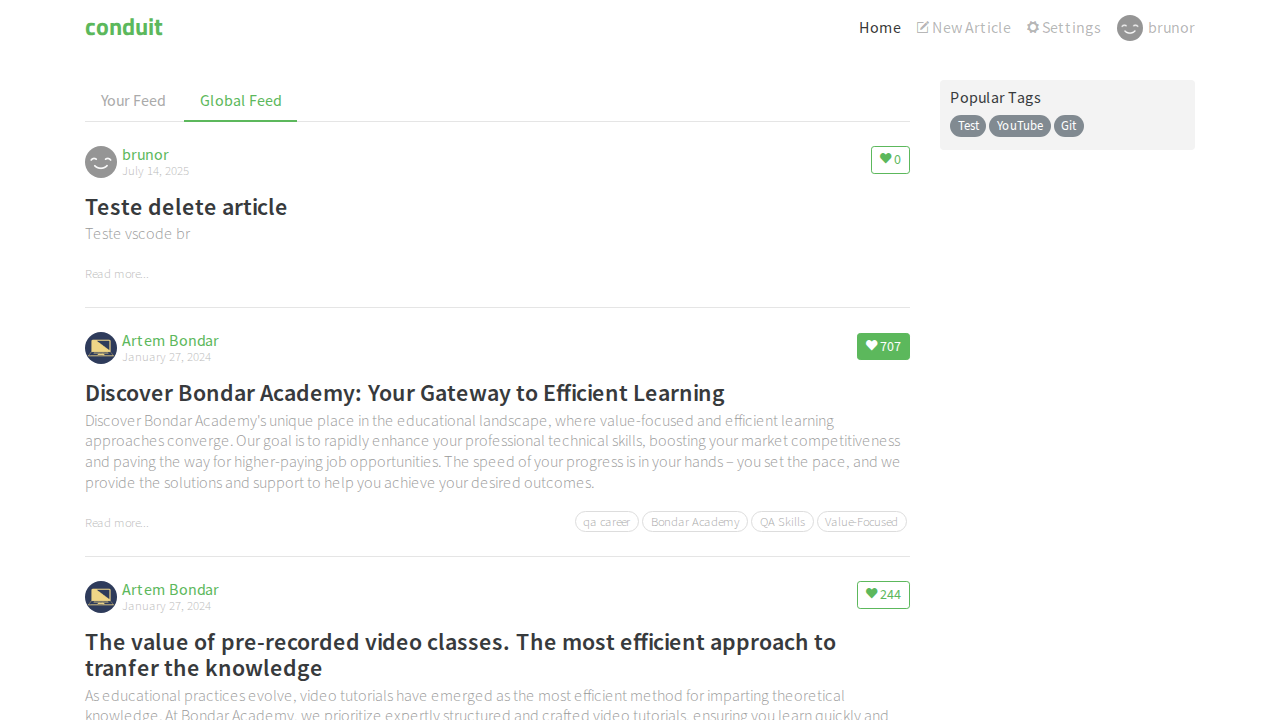 conduit
Home
New Article
Settings
brunor
Your Feed
Global Feed
Popular Tags
Test
YouTube
Git
brunor
July 14, 2025
0
Teste delete article
Teste vscode br
Read more...
Artem Bondar
January 27, 2024
707
Discover Bondar Academy: Your Gateway to Efficient Learning
Discover Bondar Academy's unique place in the educational landscape, where value-focused and efficient learning
approaches converge. Our goal is to rapidly enhance your professional technical skills, boosting your market competitiveness
and paving the way for higher-paying job opportunities. The speed of your progress is in your hands – you set the pace, and we
provide the solutions and support to help you achieve your desired outcomes.
Read more...
qa career
Bondar Academy
QA Skills
Value-Focused
Artem Bondar
January 27, 2024
244
The value of pre-recorded video classes. The most efficient approach to
tranfer the knowledge
As educational practices evolve, video tutorials have emerged as the most efficient method for imparting theoretical
knowledge. At Bondar Academy, we prioritize expertly structured and crafted video tutorials, ensuring you learn quickly and